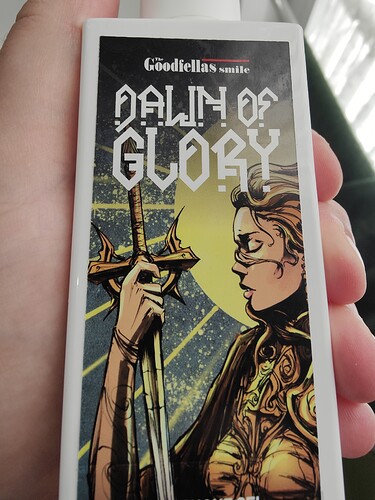 The
Goodfellas smile
DAWN OF
GLORY